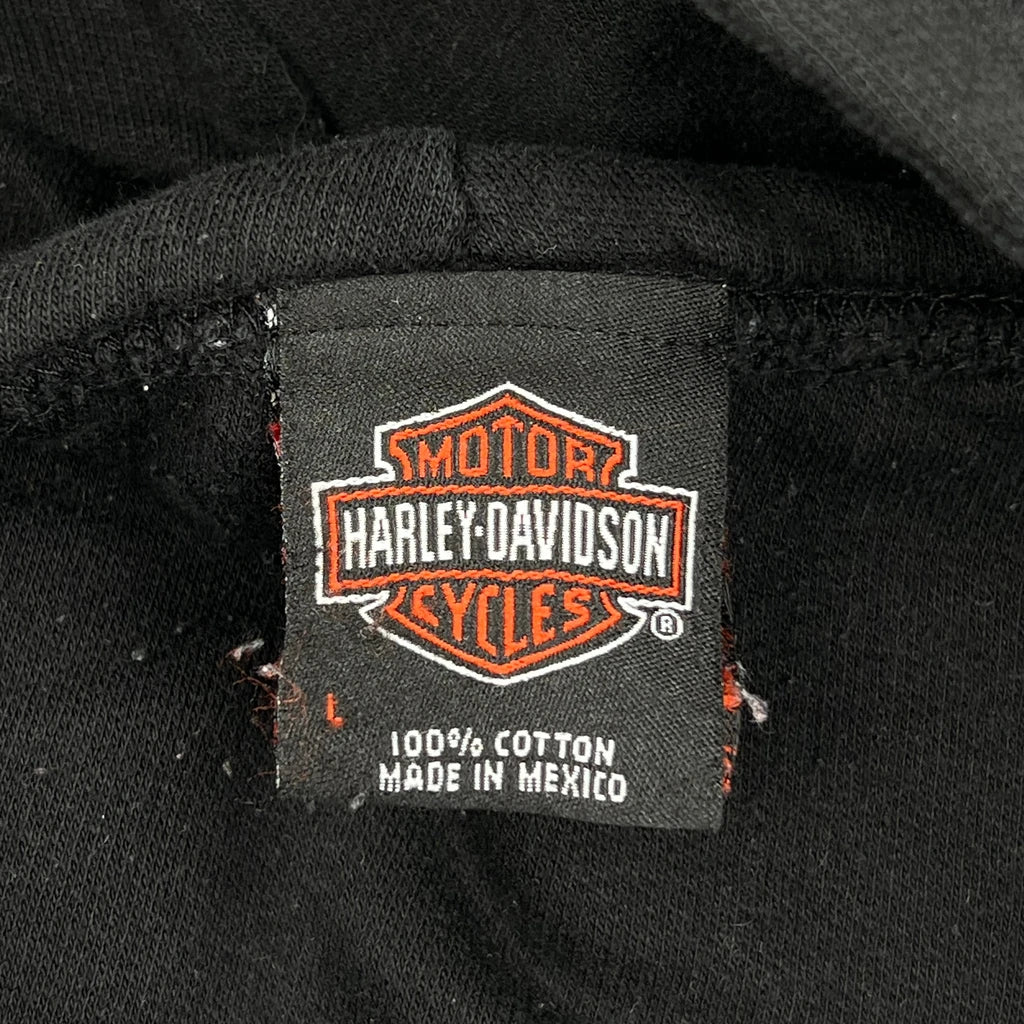 MOTOR
HARLEY-DAVIDSON
CYCLES
®
L
100% COTTON
MADE IN MEXICO